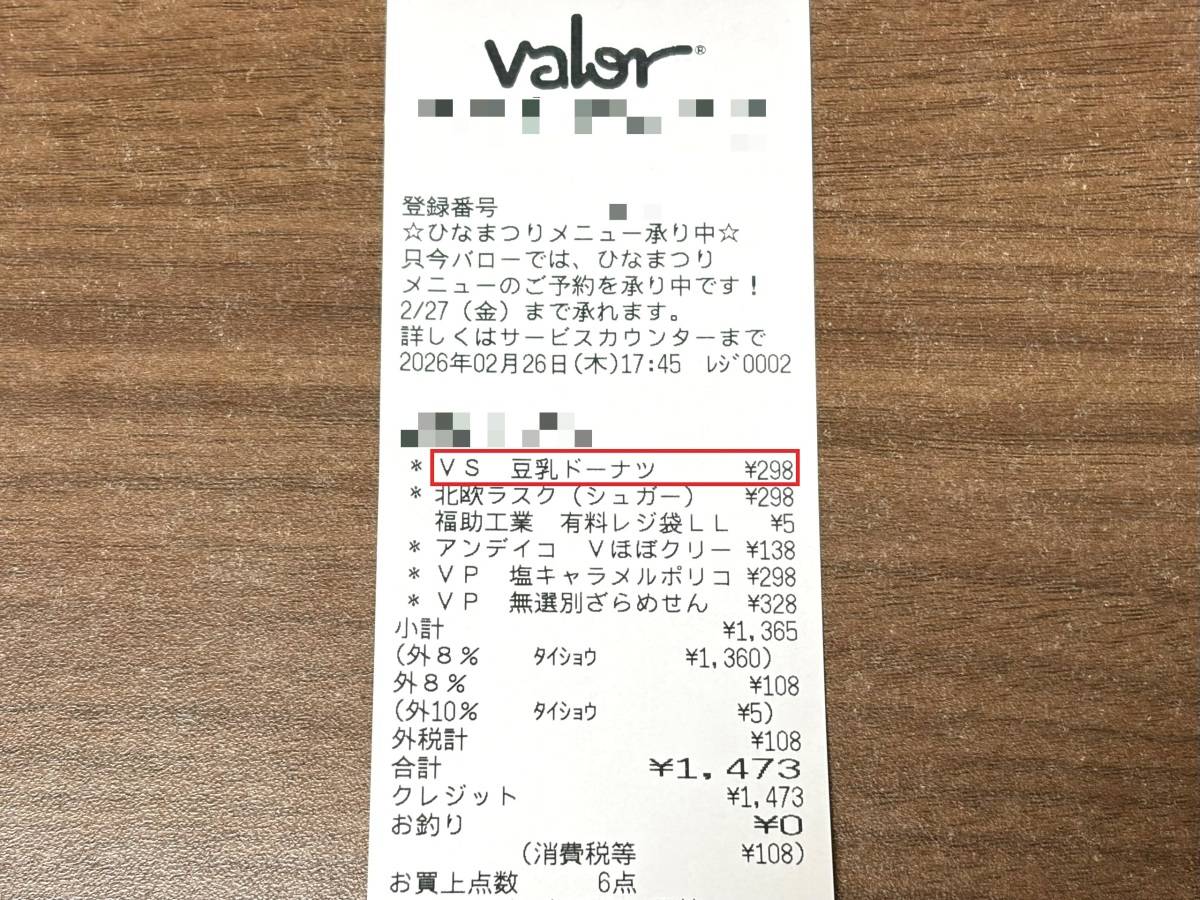 valor®
登録番号
☆ひなまつりメニュー承り中☆
只今バローでは、ひなまつり
メニューのご予約を承り中です！
2/27（金）まで承れます。
詳しくはサービスカウンターまで
2026年02月26日(木)17:45 ﾚｼﾞ0002
* ＶＳ 豆乳ドーナツ ¥298
* 北欧ラスク（シュガー） ¥298
福助工業 有料レジ袋ＬＬ ¥5
* アンデイコ Ｖほぼクリー ¥138
* ＶＰ 塩キャラメルポリコ ¥298
* ＶＰ 無選別ざらめせん ¥328
小計 ¥1,365
(外８％ ﾀｲｼｮｳ ¥1,360)
外８％ ¥108
(外10％ ﾀｲｼｮｳ ¥5)
外税計 ¥108
合計 ¥1,473
クレジット ¥1,473
お釣り ¥0
(消費税等 ¥108)
お買上点数 6点